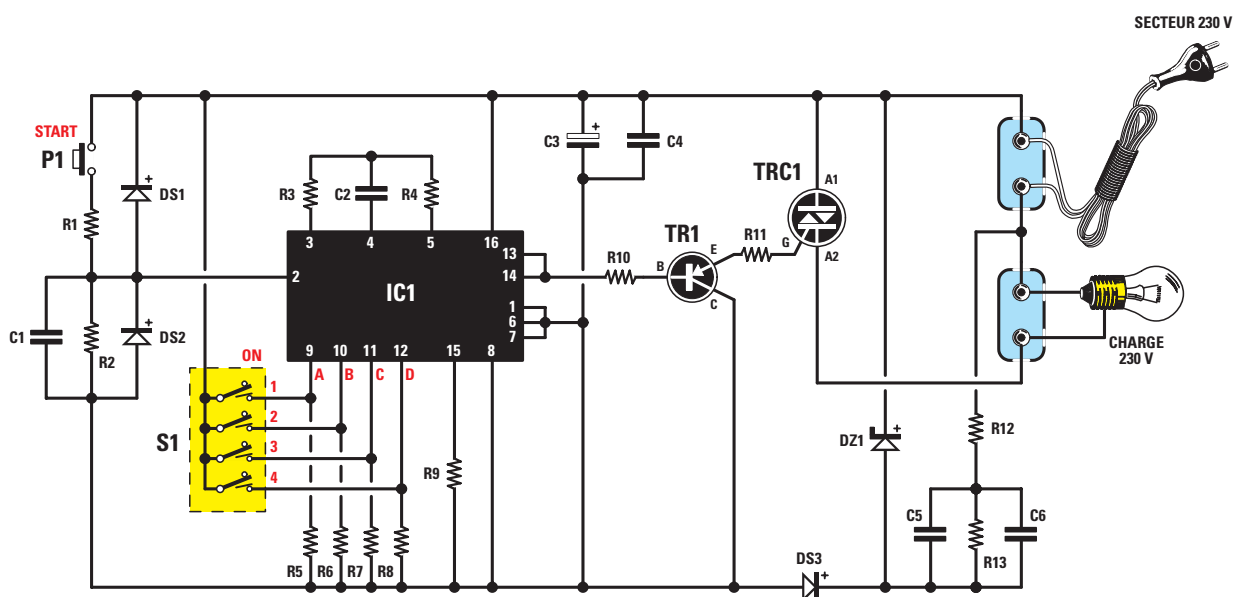 SECTEUR 230 V
START
P1
R1
DS1
R3
C2
R4
C3
+
C4
TRC1
A1
G
A2
TR1
B
E
C
R10
R11
C1
R2
DS2
+
+
IC1
2
3
4
5
16
13
14
1
6
7
9
10
11
12
15
8
A
B
C
D
ON
1
2
3
4
S1
R5
R6
R7
R8
R9
CHARGE
230 V
DZ1
+
R12
C5
R13
C6
DS3
+